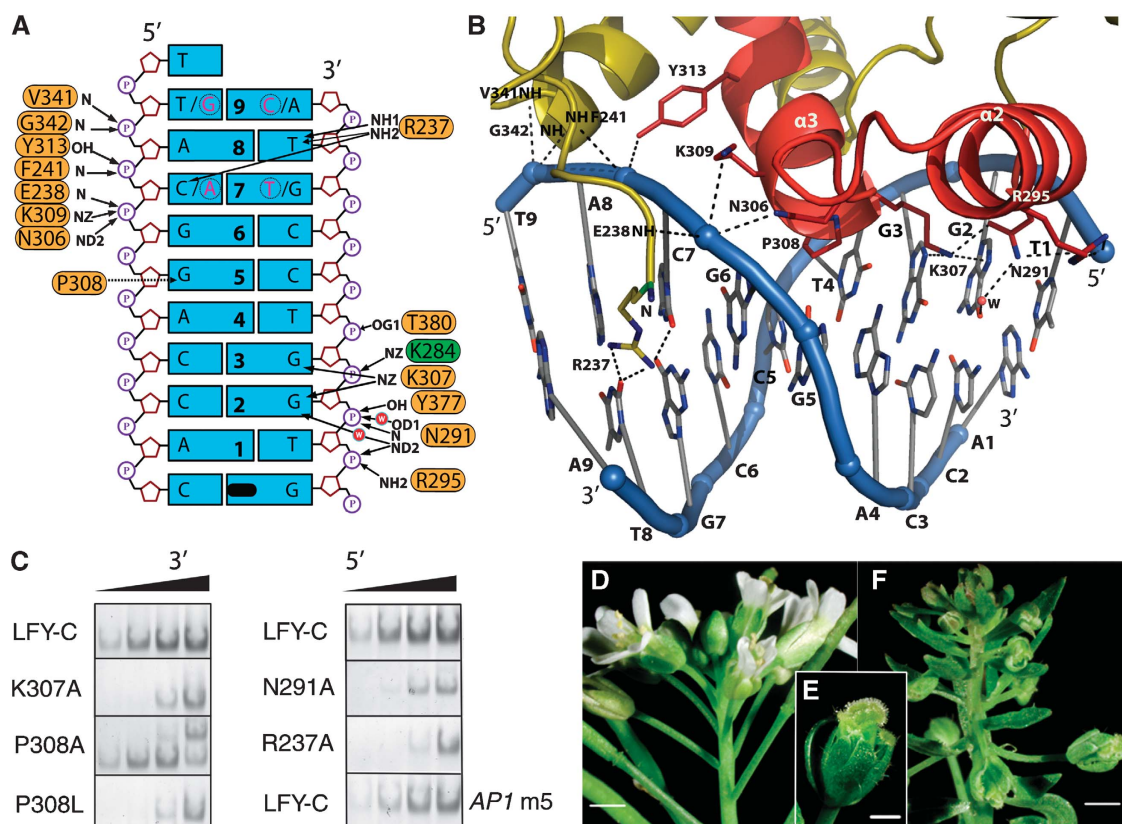 A
5′
3′
T
T/G 9 C/A
A 8 T
C/A 7 T/G
G 6 C
G 5 C
A 4 T
C 3 G
C 2 G
A 1 T
C G
P P P P P P P P P
P P P P P P P P P
V341 N
G342 N
Y313 OH
F241 N
E238 N
K309 NZ
N306 ND2
P308
NH1
NH2 R237
OG1 T380
NZ K284
NZ K307
OH Y377
W OD1
N N291
W ND2
NH2 R295
5′
3′
B
Y313
V341NH
NH F241
G342 NH
α3
α2
K309
R295
A8
N306
G3 G2
5′ T9
E238NH
P308
T1
C7
T4
K307 N291
5′
G6
N
W
R237
C5 G5
3′
A1
A9
C6
C2
3′
A4
C3
T8
G7
C
LFY-C
K307A
P308A
P308L
LFY-C
N291A
R237A
LFY-C AP1 m5
D
E
F